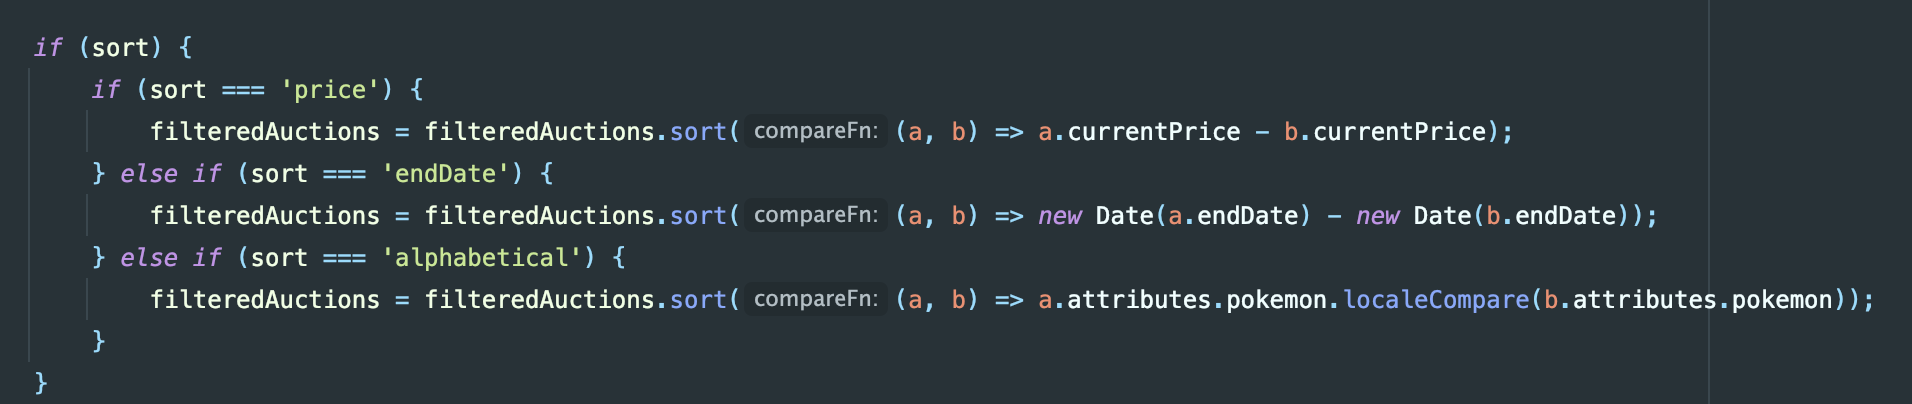 if (sort) {
if (sort === 'price') {
filteredAuctions = filteredAuctions.sort( compareFn: (a, b) => a.currentPrice - b.currentPrice);
} else if (sort === 'endDate') {
filteredAuctions = filteredAuctions.sort( compareFn: (a, b) => new Date(a.endDate) - new Date(b.endDate));
} else if (sort === 'alphabetical') {
filteredAuctions = filteredAuctions.sort( compareFn: (a, b) => a.attributes.pokemon.localeCompare(b.attributes.pokemon));
}
}